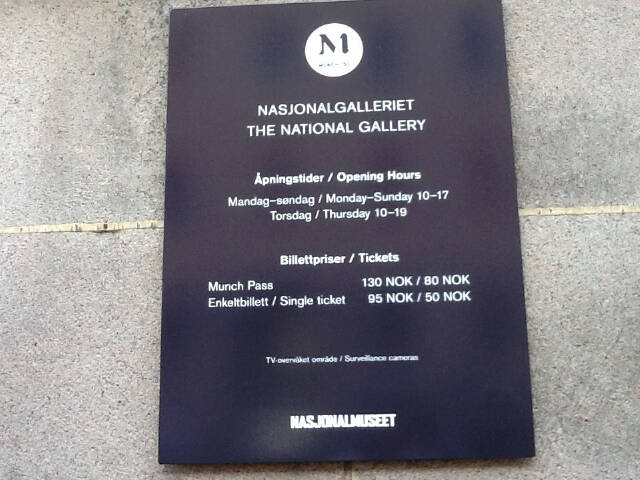 M
MUNCH 150
NASJONALGALLERIET
THE NATIONAL GALLERY
Åpningstider / Opening Hours
Mandag–søndag / Monday–Sunday 10–17
Torsdag / Thursday 10–19
Billettpriser / Tickets
Munch Pass 130 NOK / 80 NOK
Enkeltbillett / Single ticket 95 NOK / 50 NOK
TV-overvåket område / Surveillance cameras
NASJONALMUSEET